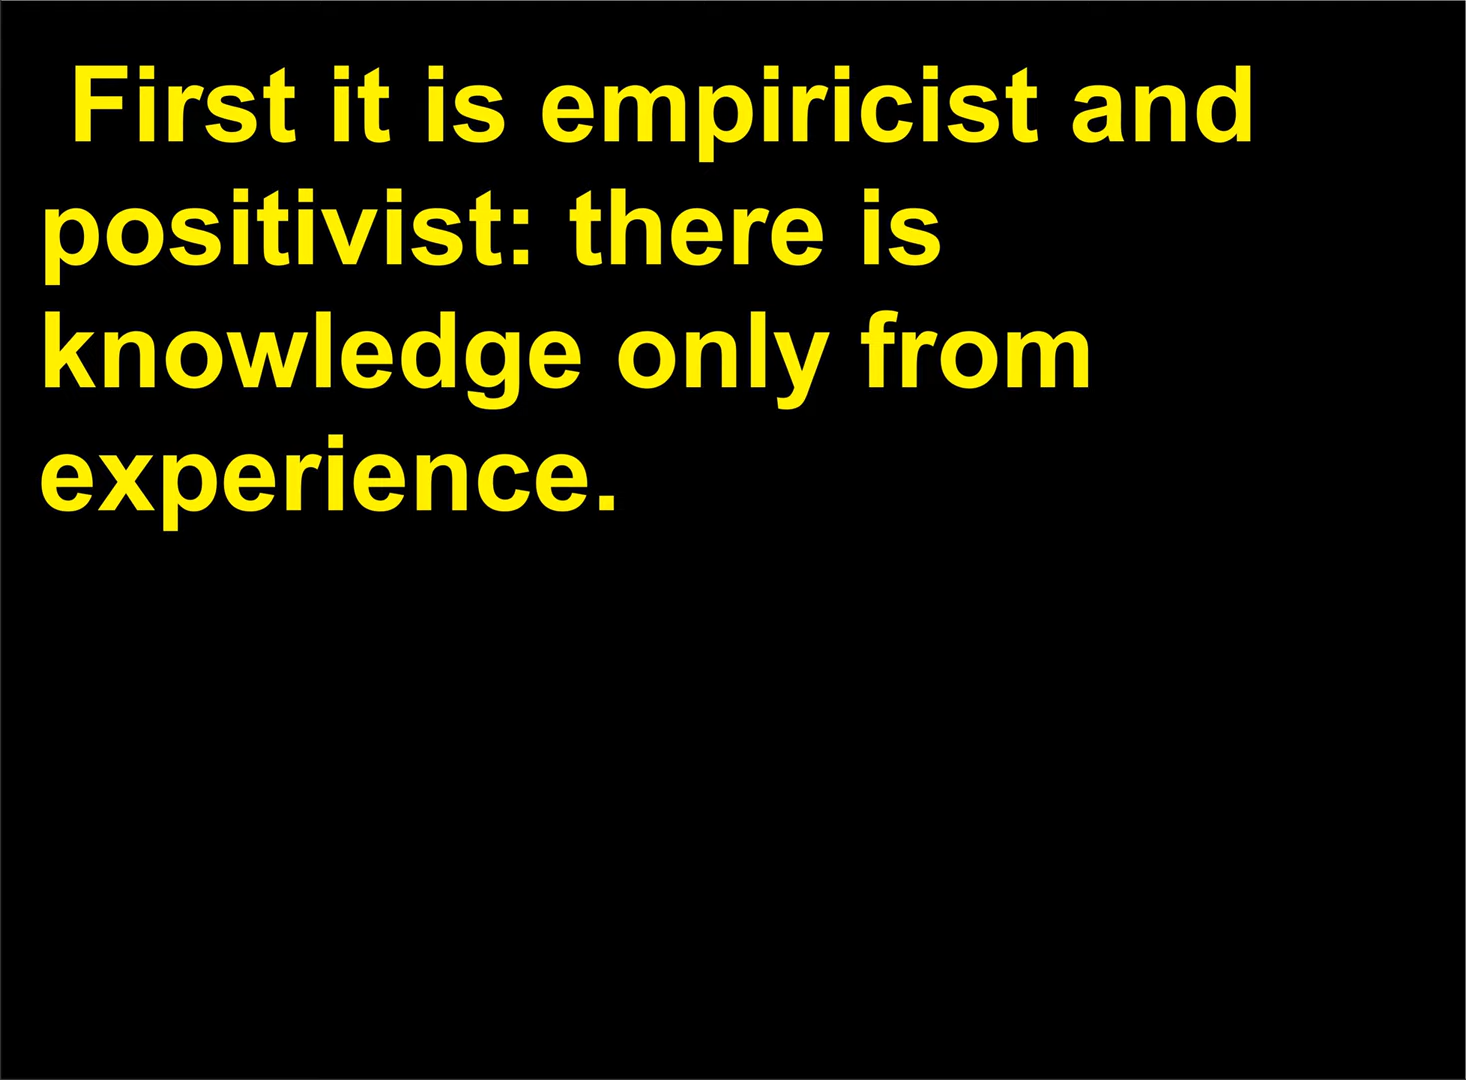 First it is empiricist and
positivist: there is
knowledge only from
experience.